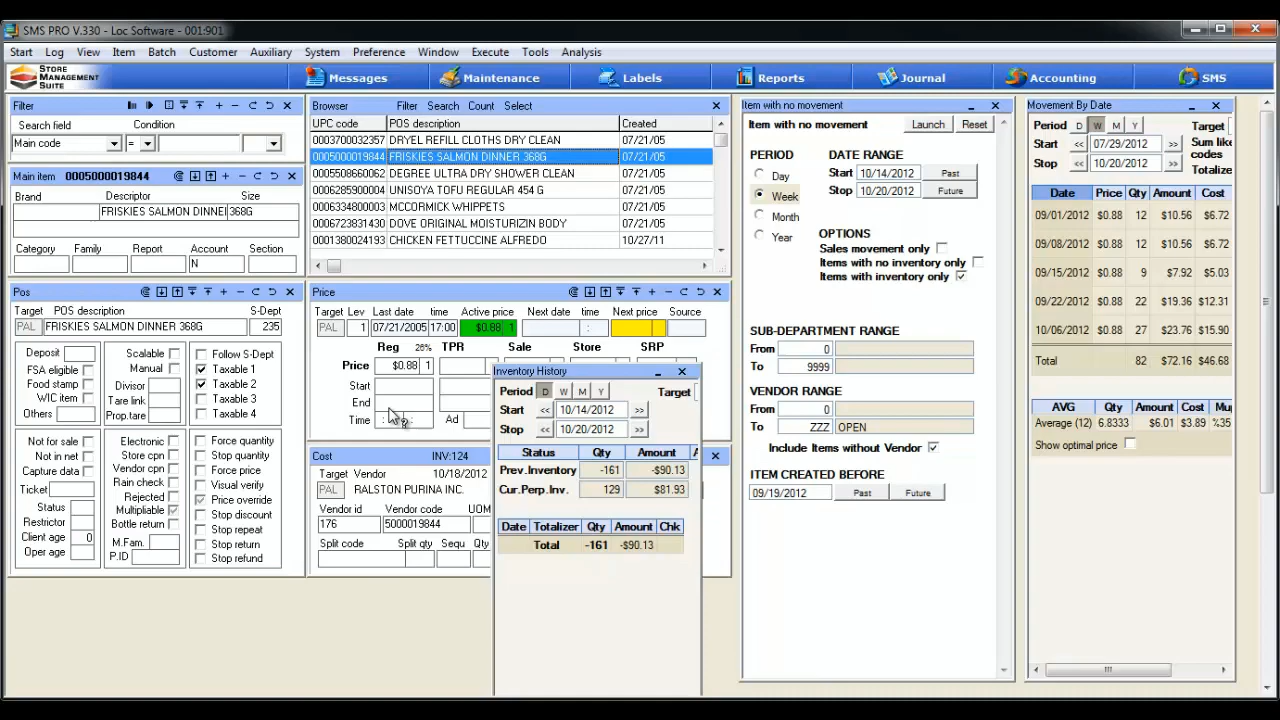 SMS PRO V.330 - Loc Software - 001:901
Start Log View Item Batch Customer Auxiliary System Preference Window Execute Tools Analysis
STORE MANAGEMENT SUITE
Messages Maintenance Labels Reports Journal Accounting SMS
Filter
Search field Condition
Main code =
Main item 0005000019844
Brand Descriptor Size
FRISKIES SALMON DINNE 368G
Category Family Report Account Section
N
Browser Filter Search Count Select
UPC code POS description Created
0003700032357 DRYEL REFILL CLOTHS DRY CLEAN 07/21/05
0005000019844 FRISKIES SALMON DINNER 368G 07/21/05
0005508660062 DEGREE ULTRA DRY SHOWER CLEAN 07/21/05
0006285900004 UNISOYA TOFU REGULAR 454 G 07/21/05
0006334800003 MCCORMICK WHIPPETS 07/21/05
0006723831430 DOVE ORIGINAL MOISTURIZIN BODY 07/21/05
0001380024193 CHICKEN FETTUCCINE ALFREDO 10/27/11
Pos
Target POS description S-Dept
PAL FRISKIES SALMON DINNER 368G 235
Deposit Scalable Follow S-Dept
FSA eligible Manual Taxable 1
Food stamp Divisor Taxable 2
WIC item Tare link Taxable 3
Others Prop.tare Taxable 4
Not for sale Electronic Force quantity
Not in net Store cpn Stop quantity
Capture data Vendor cpn Force price
Ticket Rain check Visual verify
Status Rejected Price override
Restrictor Multipliable Stop discount
Client age 0 Bottle return Stop repeat
Oper age M.Fam. Stop return
P.ID Stop refund
Price
Target Lev Last date time Active price Next date time Next price Source
PAL 1 07/21/2005 17:00 $0.88 1 :
Reg 28% TPR Sale Store SRP
Price $0.88 1
Start
End
Time : : Ad
Cost INV:124
Target Vendor 10/18/2012
PAL RALSTON PURINA INC.
Vendor id Vendor code UOM
176 5000019844
Split code Split qty Sequ Qty
Inventory History
Period D W M Y Target
Start << 10/14/2012 >>
Stop << 10/20/2012 >>
Status Qty Amount
Prev.Inventory -161 -$90.13
Cur.Perp.Inv. 129 $81.93
Date Totalizer Qty Amount Chk
Total -161 -$90.13
Item with no movement
Item with no movement Launch Reset
PERIOD DATE RANGE
Day Start 10/14/2012 Past
Week Stop 10/20/2012 Future
Month
Year
OPTIONS
Sales movement only
Items with no inventory only
Items with inventory only
SUB-DEPARTMENT RANGE
From 0
To 9999
VENDOR RANGE
From 0
To ZZZ OPEN
Include Items without Vendor
ITEM CREATED BEFORE
09/19/2012 Past Future
Movement By Date
Period D W M Y Target
Start << 07/29/2012 >> Sum like codes
Stop << 10/20/2012 >> Totalize
Date Price Qty Amount Cost
09/01/2012 $0.88 12 $10.56 $6.72
09/08/2012 $0.88 12 $10.56 $6.72
09/15/2012 $0.88 9 $7.92 $5.03
09/22/2012 $0.88 22 $19.36 $12.31
10/06/2012 $0.88 27 $23.76 $15.90
Total 82 $72.16 $46.68
AVG Qty Amount Cost
Average (12) 6.8333 $6.01 $3.89 %35
Show optimal price